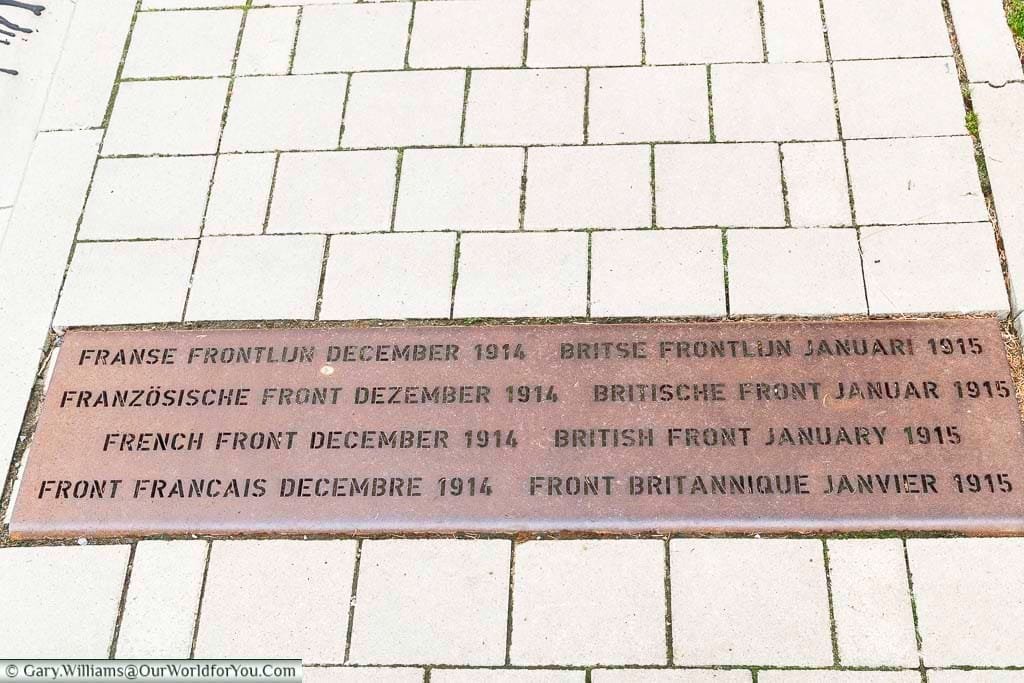 FRANSE FRONTLIJN DECEMBER 1914 BRITSE FRONTLIJN JANUARI 1915
FRANZÖSISCHE FRONT DEZEMBER 1914 BRITISCHE FRONT JANUAR 1915
FRENCH FRONT DECEMBER 1914 BRITISH FRONT JANUARY 1915
FRONT FRANCAIS DECEMBRE 1914 FRONT BRITANNIQUE JANVIER 1915
© Gary.Williams@OurWorldforYou.Com